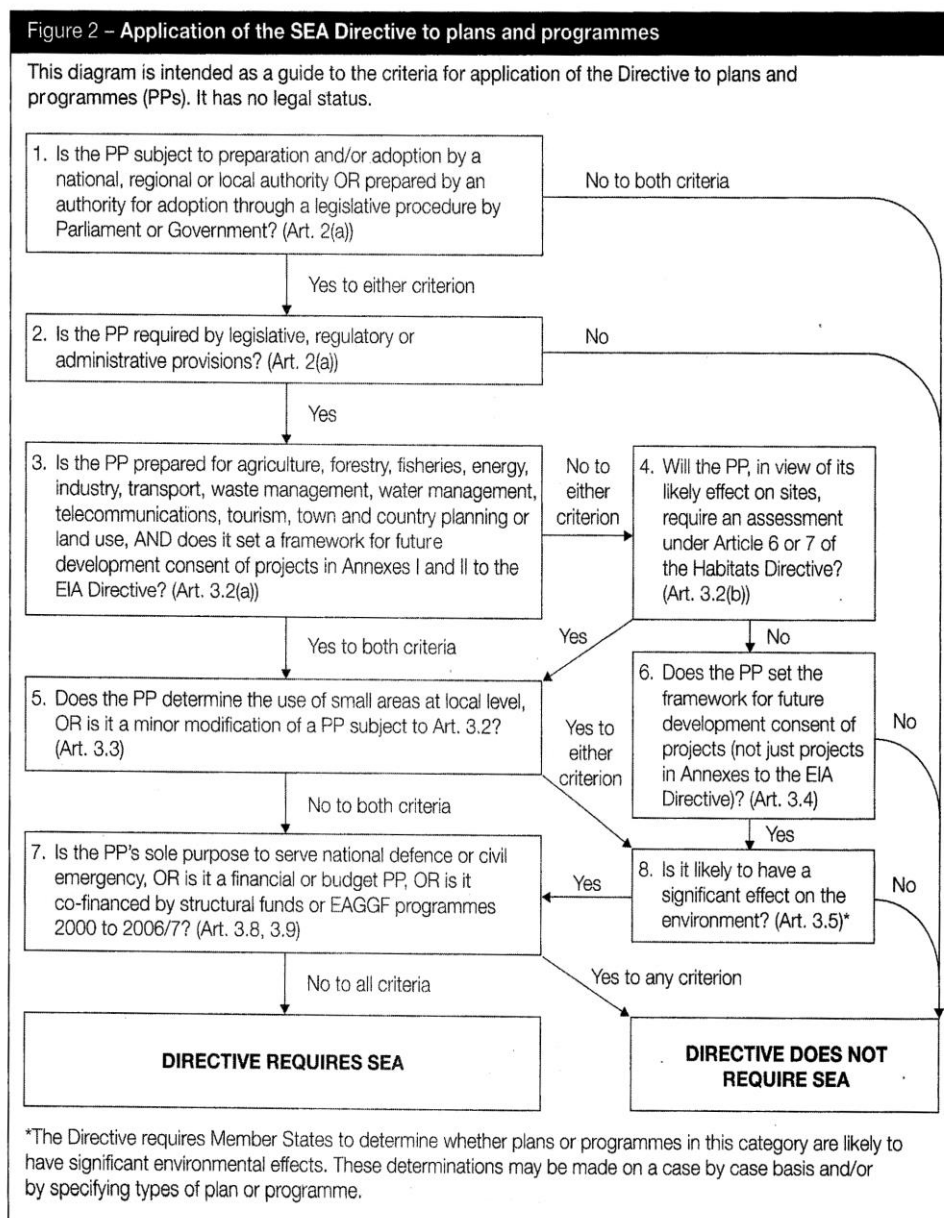 Figure 2 – Application of the SEA Directive to plans and programmes
This diagram is intended as a guide to the criteria for application of the Directive to plans and
programmes (PPs). It has no legal status.
1. Is the PP subject to preparation and/or adoption by a
national, regional or local authority OR prepared by an
authority for adoption through a legislative procedure by
Parliament or Government? (Art. 2(a))
No to both criteria
Yes to either criterion
2. Is the PP required by legislative, regulatory or
administrative provisions? (Art. 2(a))
No
Yes
3. Is the PP prepared for agriculture, forestry, fisheries, energy,
industry, transport, waste management, water management,
telecommunications, tourism, town and country planning or
land use, AND does it set a framework for future
development consent of projects in Annexes I and II to the
EIA Directive? (Art. 3.2(a))
No to
either
criterion
4. Will the PP, in view of its
likely effect on sites,
require an assessment
under Article 6 or 7
of the Habitats Directive?
(Art. 3.2(b))
Yes to both criteria
Yes
No
5. Does the PP determine the use of small areas at local level,
OR is it a minor modification of a PP subject to Art. 3.2?
(Art. 3.3)
Yes to
either
criterion
6. Does the PP set the
framework for future
development consent of
projects (not just projects
in Annexes to the EIA
Directive)? (Art. 3.4)
No
No to both criteria
Yes
7. Is the PP's sole purpose to serve national defence or civil
emergency, OR is it a financial or budget PP, OR is it
co-financed by structural funds or EAGGF programmes
2000 to 2006/7? (Art. 3.8, 3.9)
Yes
8. Is it likely to have a
significant effect on the
environment? (Art. 3.5)*
No
No to all criteria
Yes to any criterion
DIRECTIVE REQUIRES SEA
DIRECTIVE DOES NOT
REQUIRE SEA
*The Directive requires Member States to determine whether plans or programmes in this category are likely to
have significant environmental effects. These determinations may be made on a case by case basis and/or
by specifying types of plan or programme.